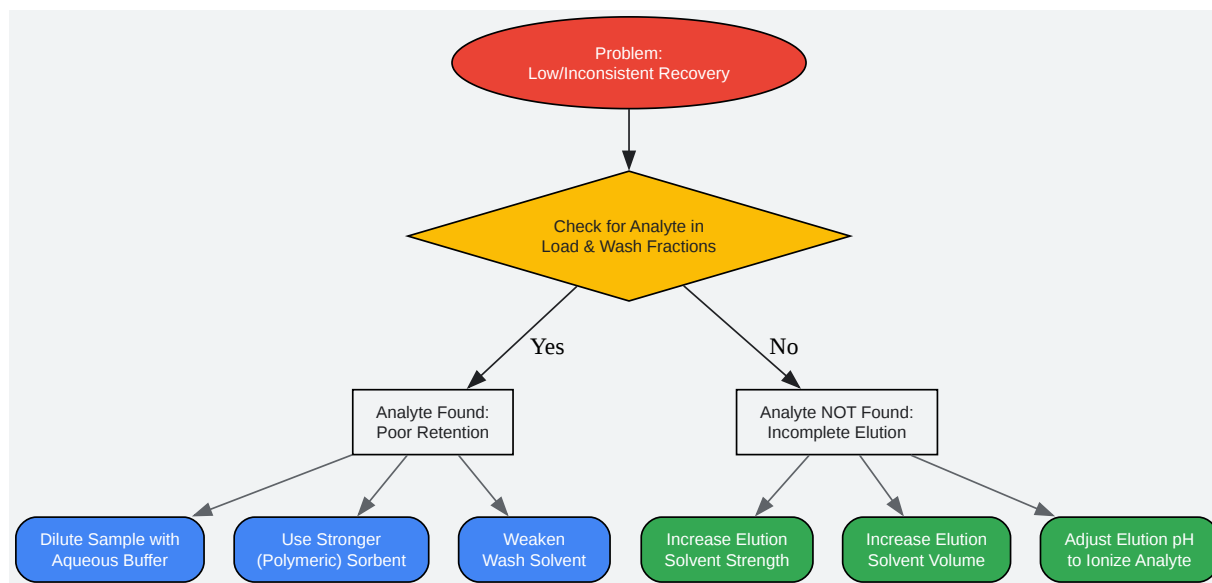 Problem:
Low/Inconsistent Recovery
Check for Analyte in
Load & Wash Fractions
Yes
No
Analyte Found:
Poor Retention
Analyte NOT Found:
Incomplete Elution
Dilute Sample with
Aqueous Buffer
Use Stronger
(Polymeric) Sorbent
Weaken
Wash Solvent
Increase Elution
Solvent Strength
Increase Elution
Solvent Volume
Adjust Elution pH
to Ionize Analyte